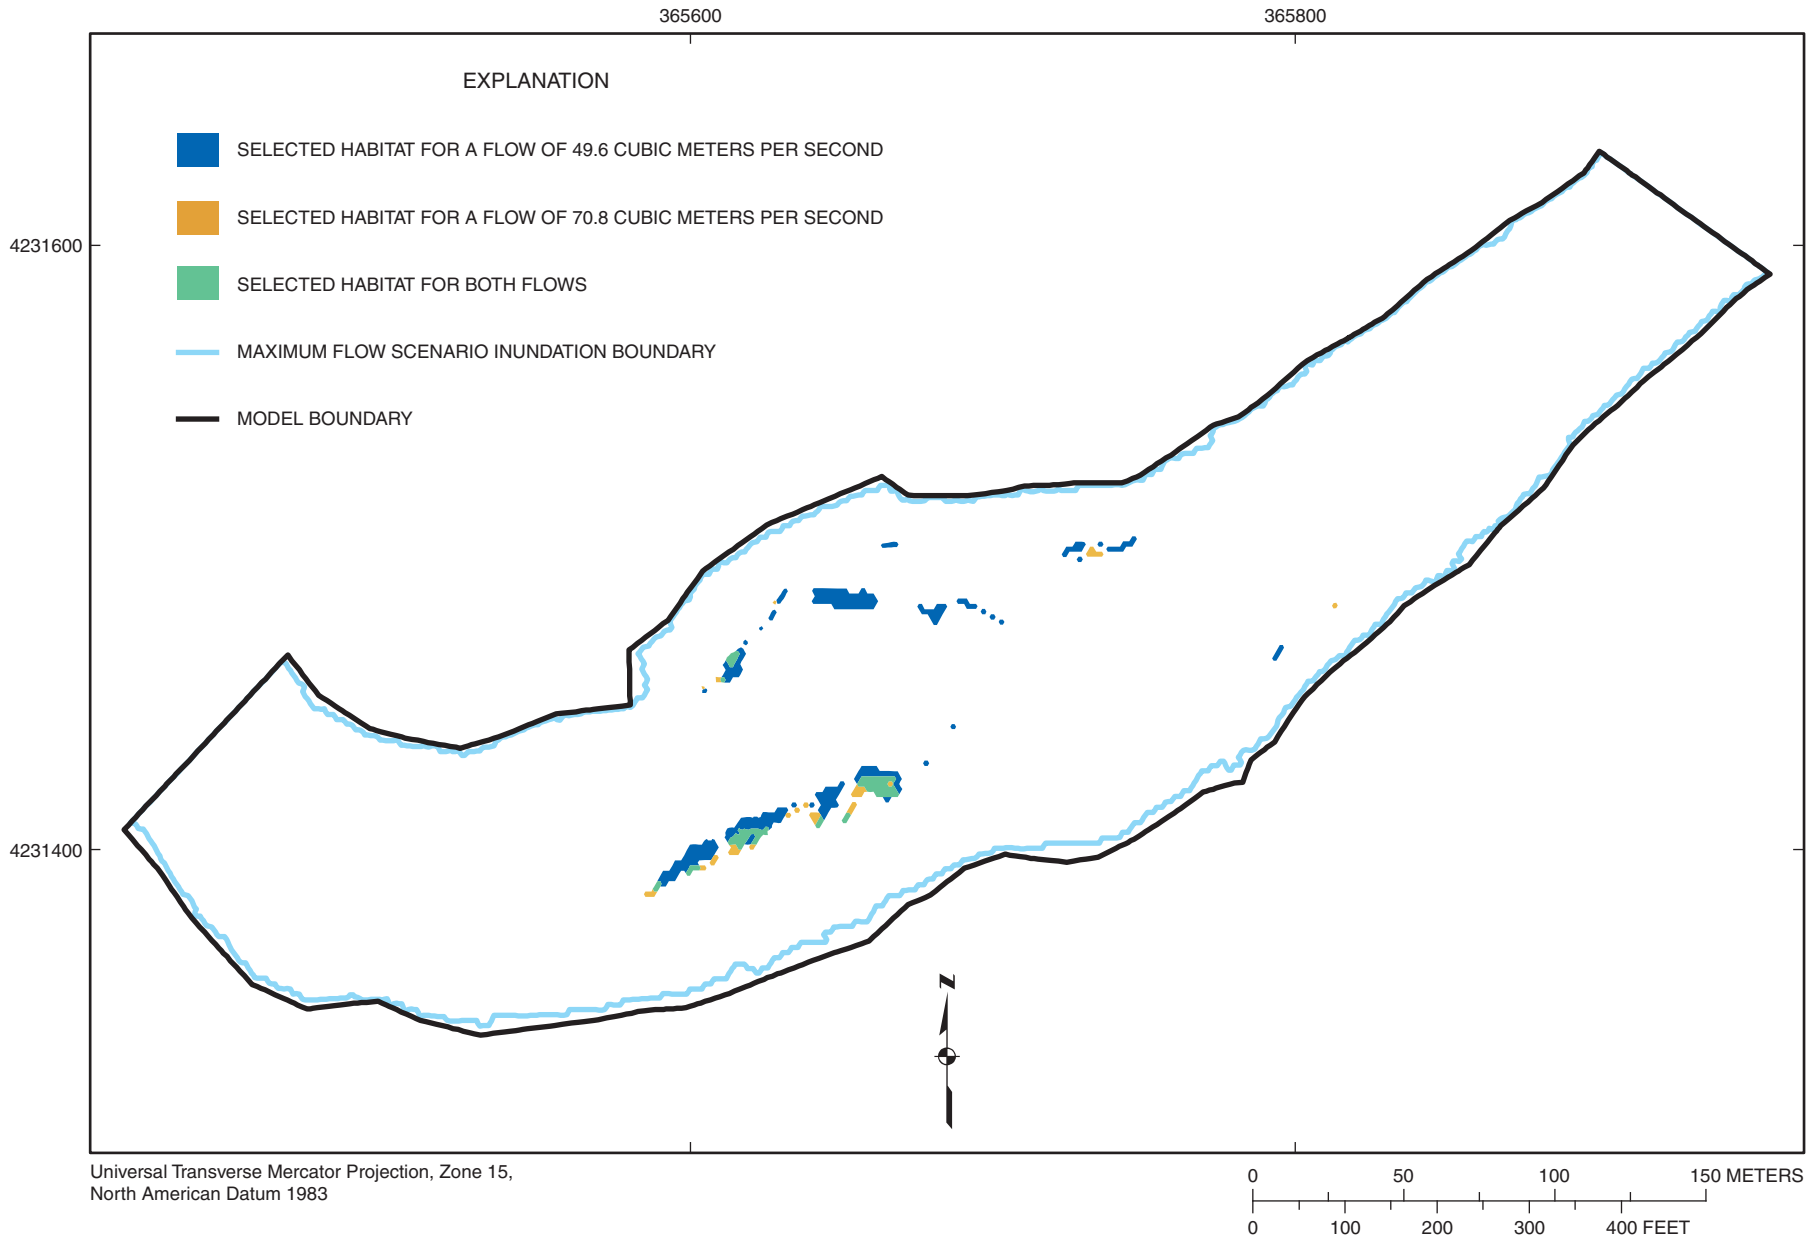 365600 365800
EXPLANATION
SELECTED HABITAT FOR A FLOW OF 49.6 CUBIC METERS PER SECOND
SELECTED HABITAT FOR A FLOW OF 70.8 CUBIC METERS PER SECOND
4231600
SELECTED HABITAT FOR BOTH FLOWS
MAXIMUM FLOW SCENARIO INUNDATION BOUNDARY
MODEL BOUNDARY
4231400
N
Universal Transverse Mercator Projection, Zone 15,
North American Datum 1983
0 50 100 150 METERS
0 100 200 300 400 FEET